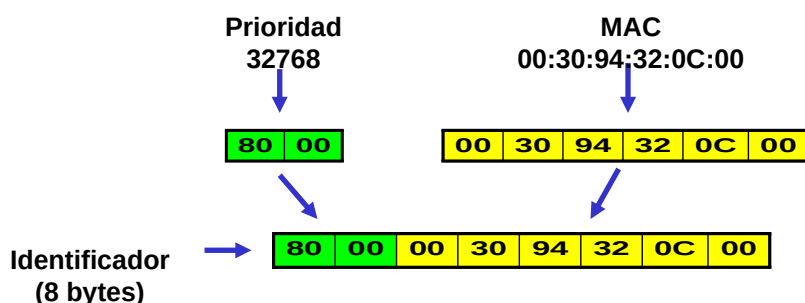 Prioridad
32768
MAC
00:30:94:32:0C:00
80 00
00 30 94 32 0C 00
80 00 00 30 94 32 0C 00
Identificador
(8 bytes)